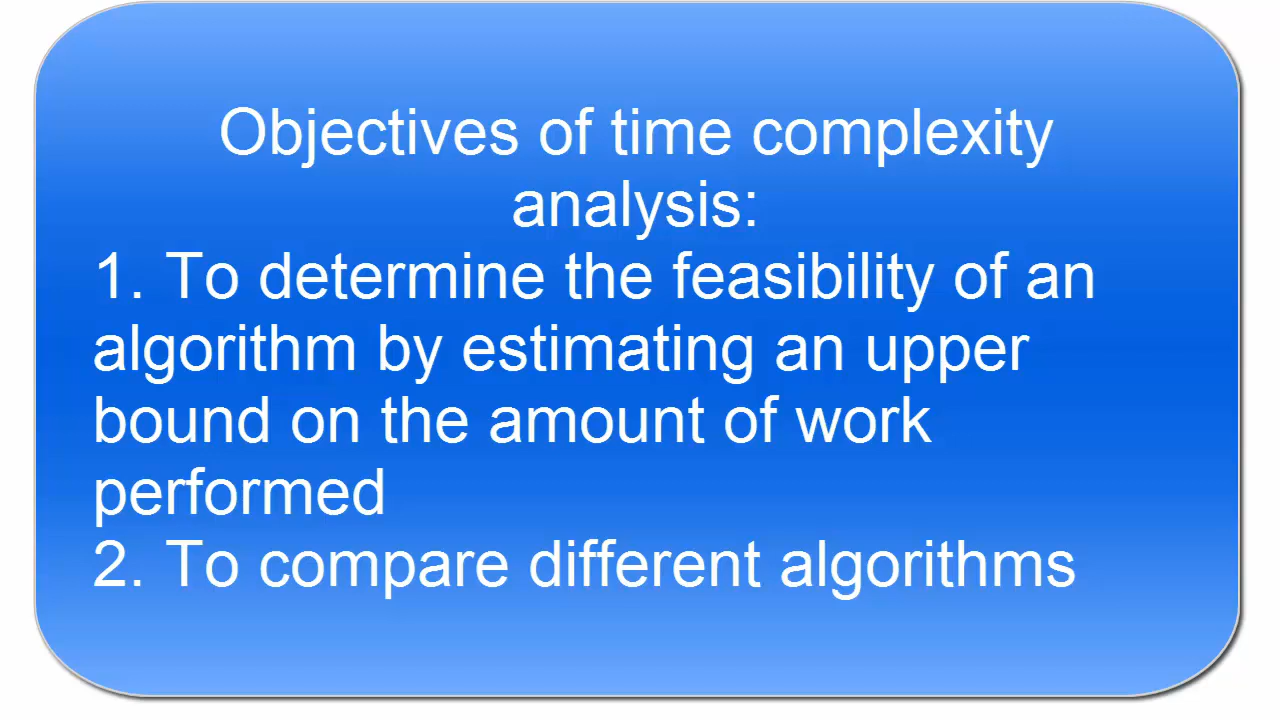 Objectives of time complexity
analysis:
1. To determine the feasibility of an
algorithm by estimating an upper
bound on the amount of work
performed
2. To compare different algorithms